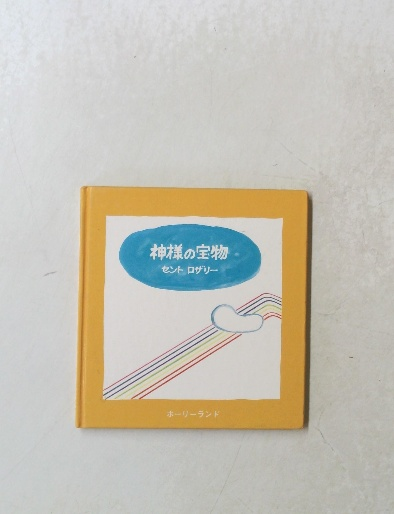 神様の宝物
セント ロザリー
ホーリーランド